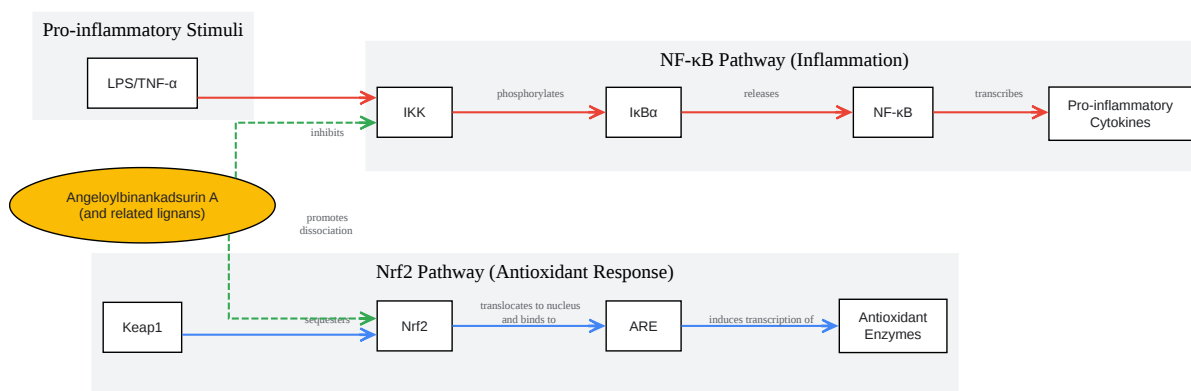 Pro-inflammatory Stimuli
LPS/TNF-α
NF-κB Pathway (Inflammation)
IKK
phosphorylates
IκBα
releases
NF-κB
transcribes
Pro-inflammatory
Cytokines
inhibits
Angeloylbinankadsurin A
(and related lignans)
promotes
dissociation
Nrf2 Pathway (Antioxidant Response)
Keap1
sequesters
Nrf2
translocates to nucleus
and binds to
ARE
induces transcription of
Antioxidant
Enzymes